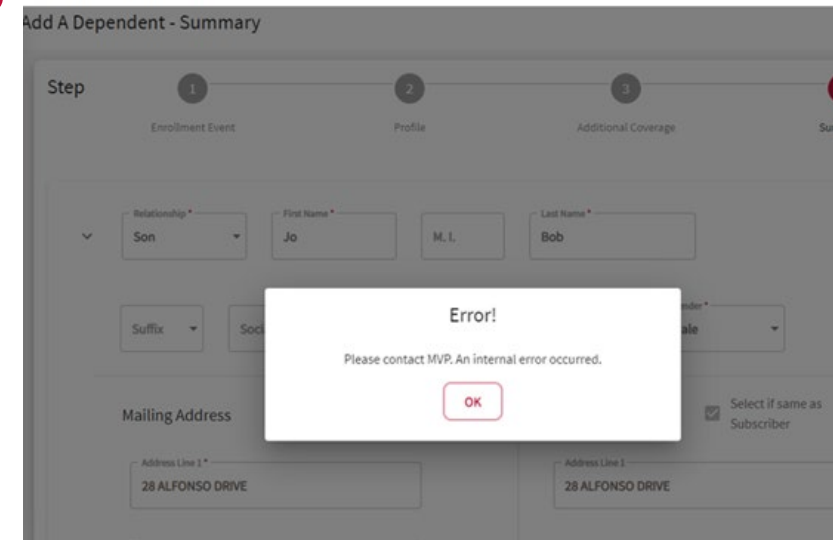 Add A Dependent - Summary
Step
1
2
3
Enrollment Event
Profile
Additional Coverage
Relationship *
First Name *
Last Name *
Son
Jo
M. I.
Bob
Error!
Suffix
Please contact MVP. An internal error occurred.
OK
Mailing Address
Select if same as
Subscriber
Address Line 1 *
Address Line 1
28 ALFONSO DRIVE
28 ALFONSO DRIVE